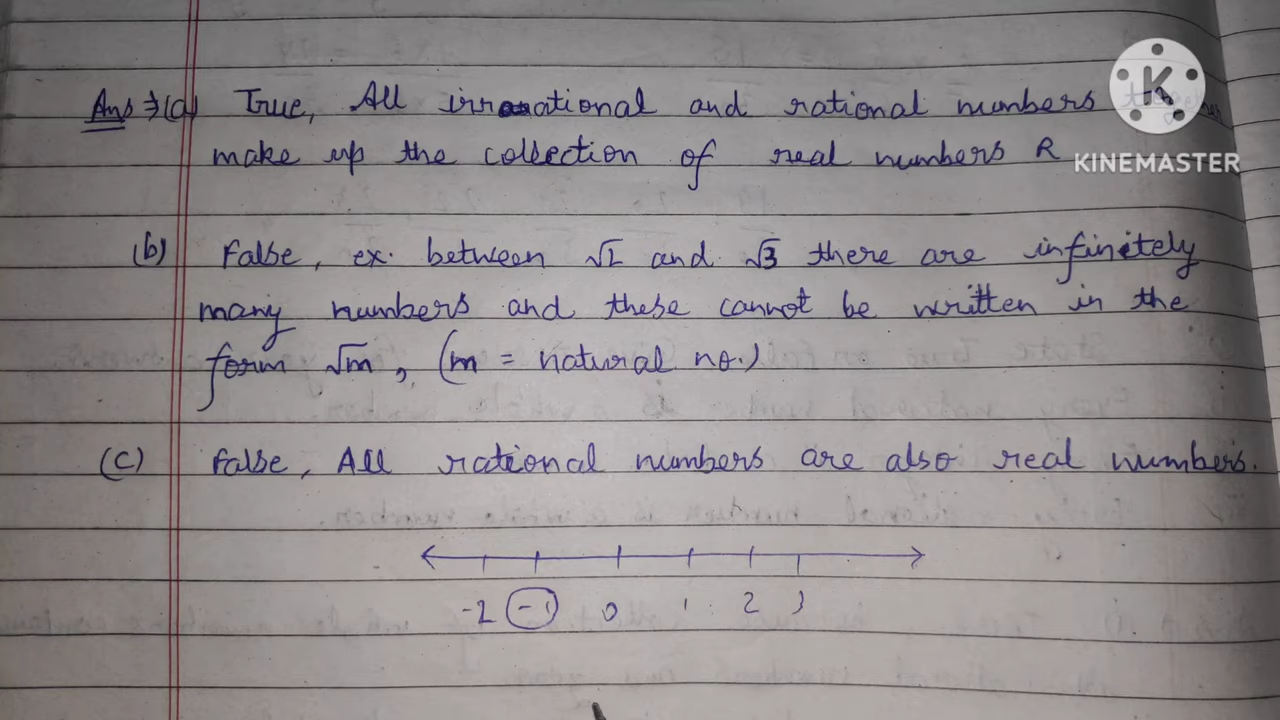 Ans → (a) True, All irrational and rational numbers
make up the collection of real numbers R
KINEMASTER
(b) False, ex. between √2 and √3 there are infinitely
many numbers and these cannot be written in the
form √m, (m = natural no.)
(c) False, All rational numbers are also real numbers.
-2 -1 0 1 2 3